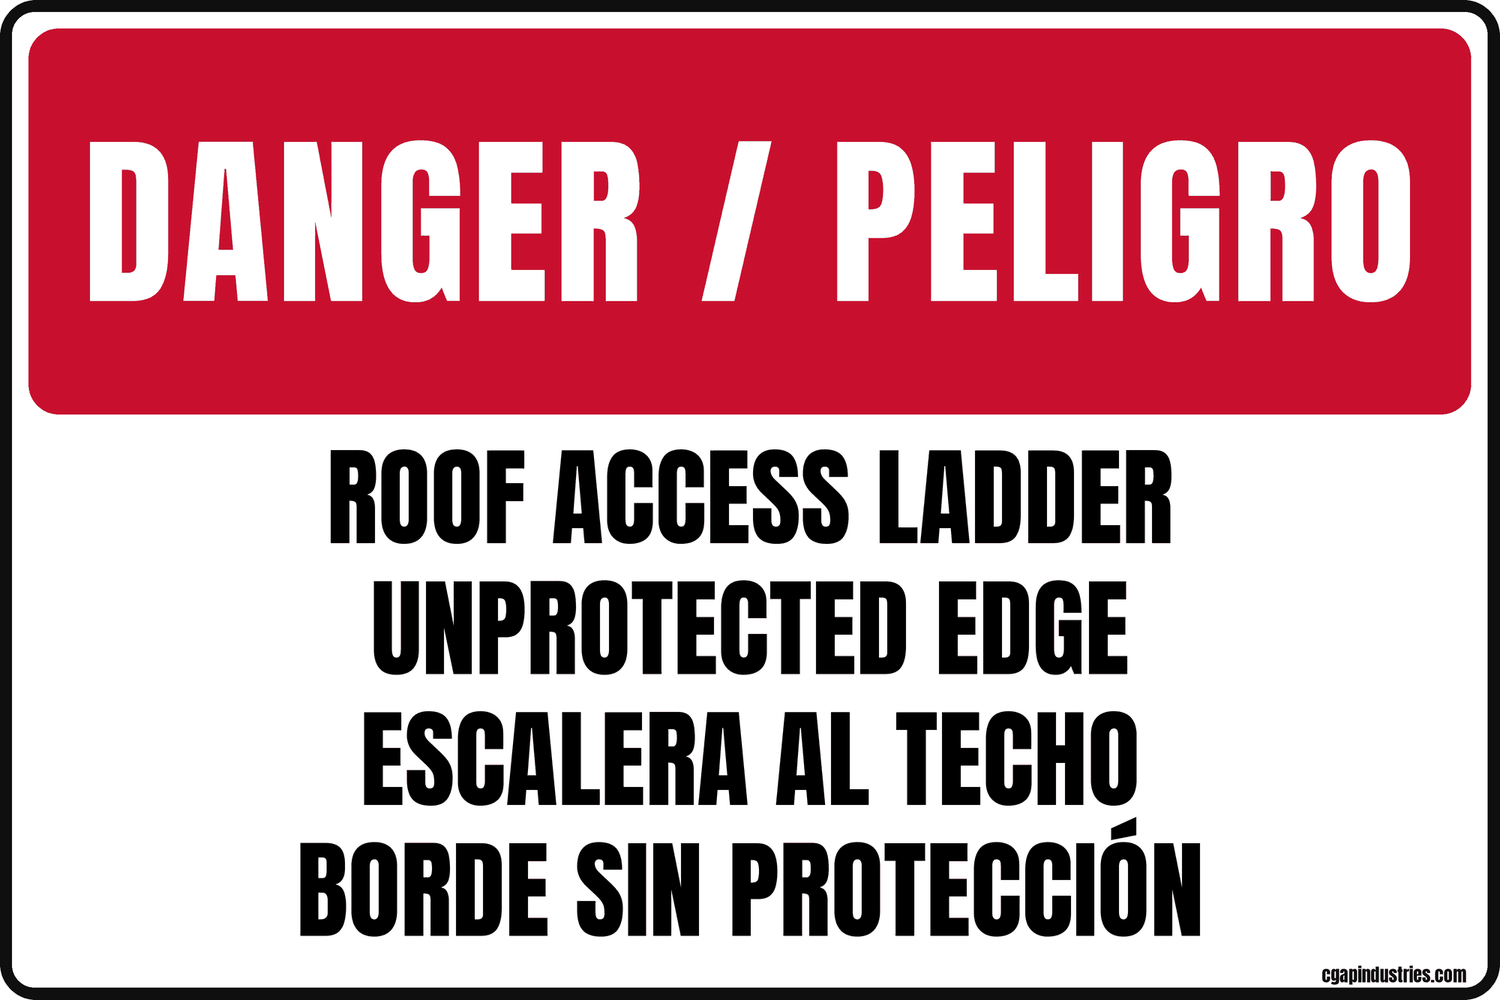 DANGER / PELIGRO
ROOF ACCESS LADDER
UNPROTECTED EDGE
ESCALERA AL TECHO
BORDE SIN PROTECCIÓN
cgapindustries.com